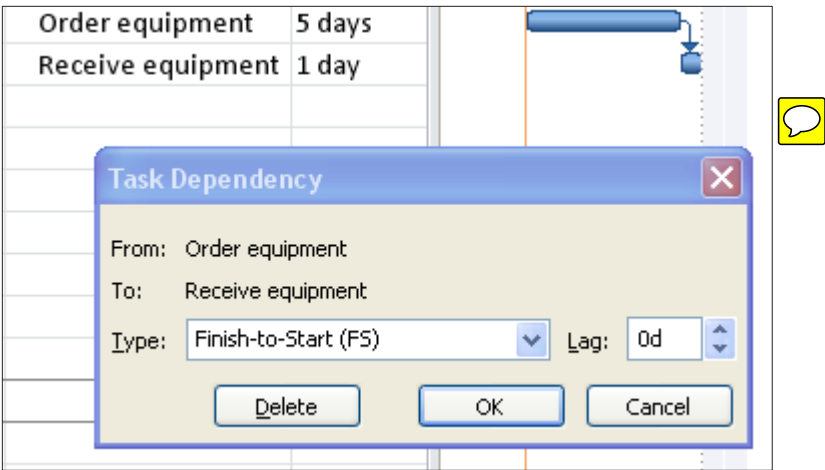 Order equipment 5 days
Receive equipment 1 day
Task Dependency
From: Order equipment
To: Receive equipment
Type: Finish-to-Start (FS) Lag: 0d
Delete OK Cancel